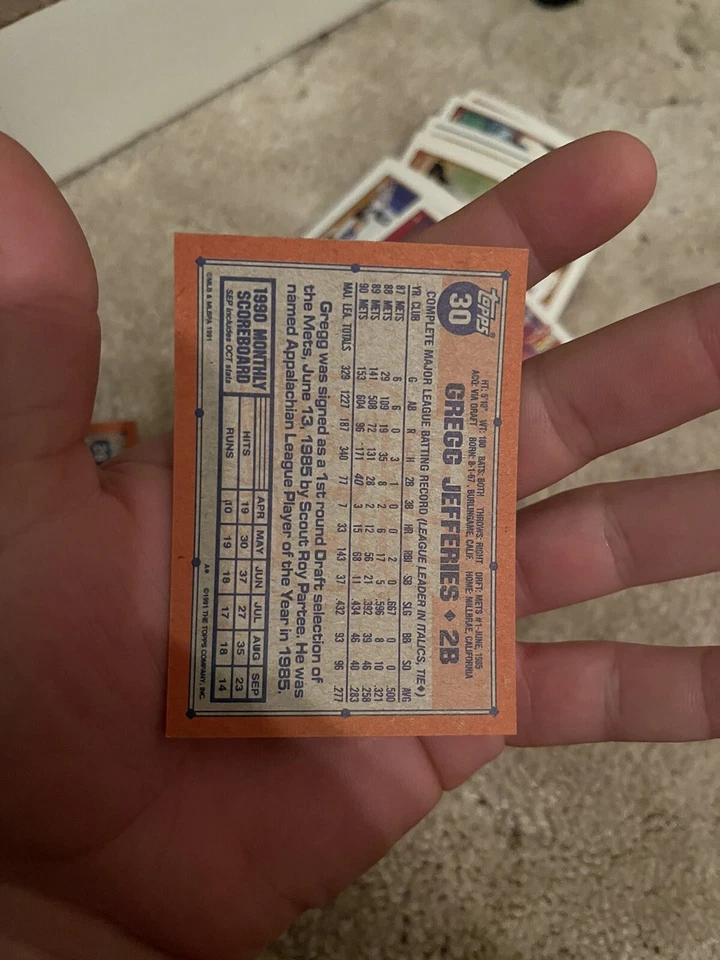 Topps
30
HT: 5'10" WT: 180 BATS: BOTH THROWS: RIGHT DRFT: METS #1-JUNE, 1985
ACQ: VIA DRAFT BORN: 8-1-67, BURLINGAME, CALIF. HOME: MILLBRAE, CALIFORNIA
GREGG JEFFERIES ♦ 2B
COMPLETE MAJOR LEAGUE BATTING RECORD (LEAGUE LEADER IN ITALICS, TIE♦)
YR CLUB G AB R H 2B 3B HR RBI SB SLG BB SO AVG
87 METS 6 6 0 3 1 0 0 2 0 .667 0 0 .500
88 METS 29 109 19 35 8 2 6 17 5 .596 8 10 .321
89 METS 141 508 72 131 28 2 12 56 21 .392 39 46 .258
90 METS 153 604 96 171 40 3 15 68 11 .434 46 40 .283
MAJ. LEA. TOTALS 329 1227 187 340 77 7 33 143 37 .432 93 96 .277
Gregg was signed as a 1st round Draft selection of
the Mets, June 13, 1985 by Scout Roy Partee. He was
named Appalachian League Player of the Year in 1985.
1990 MONTHLY
SCOREBOARD
SEP includes OCT stats
APR MAY JUN JUL AUG SEP
HITS 19 30 37 27 35 23
RUNS 10 19 18 17 18 14
©MLB & MLBPA 1991
A* ©1991 THE TOPPS COMPANY, INC.